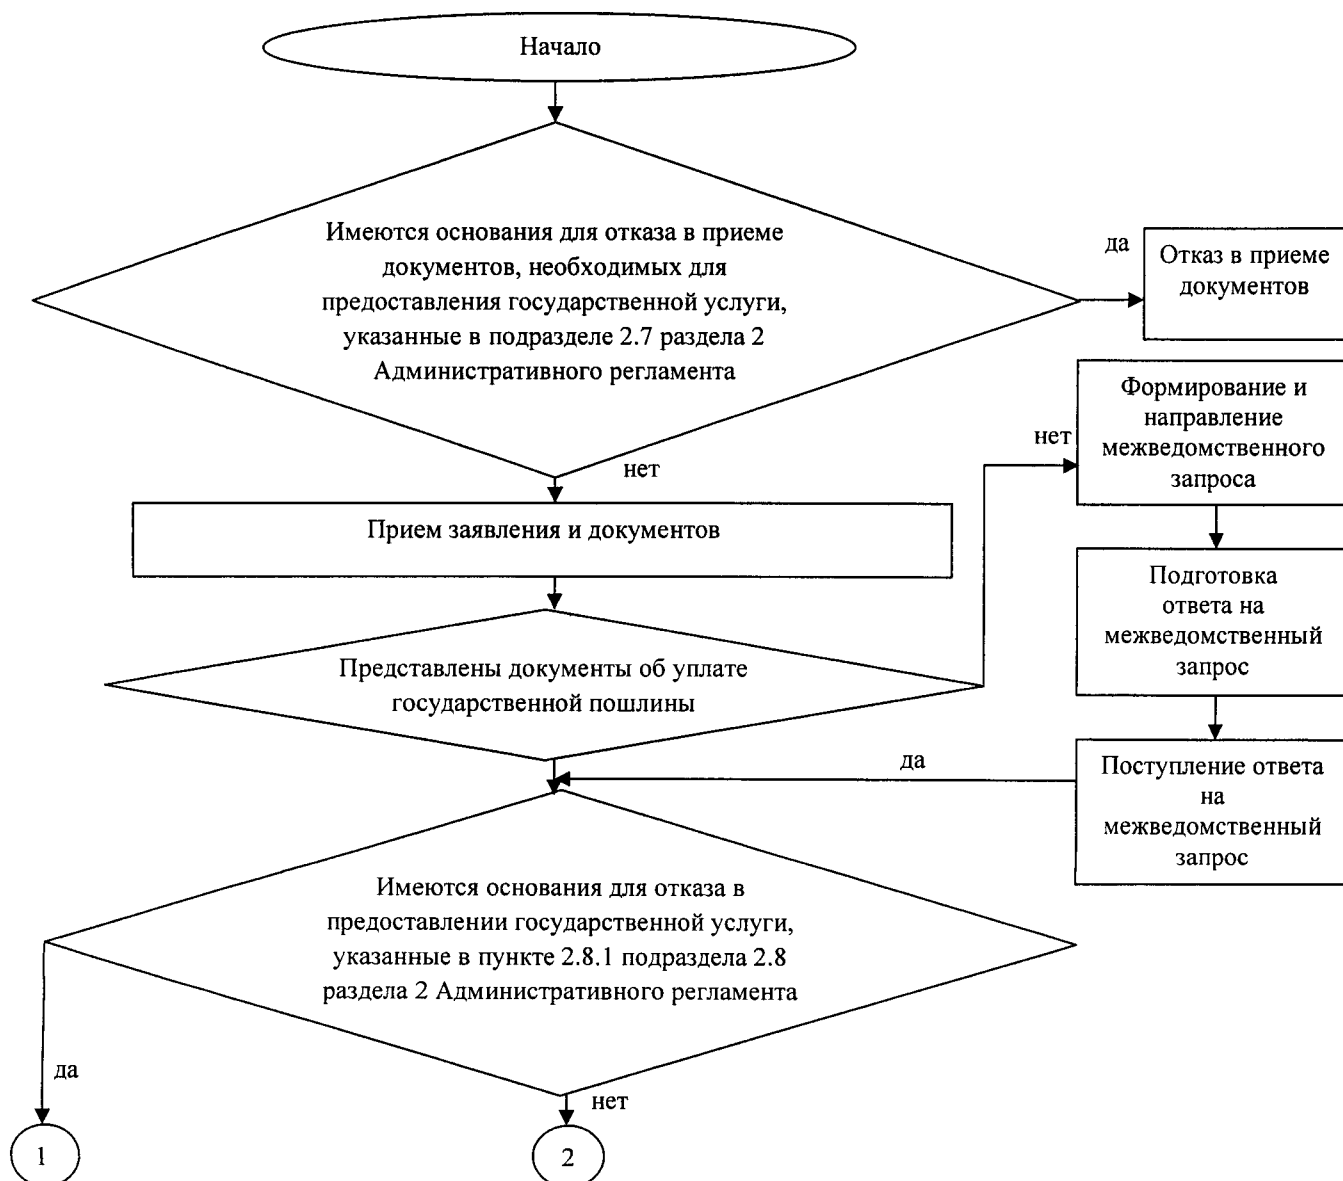 Начало
Имеются основания для отказа в приеме
документов, необходимых для
предоставления государственной услуги,
указанные в подразделе 2.7 раздела 2
Административного регламента
да
Отказ в приеме
документов
нет
Прием заявления и документов
Представлены документы об уплате
государственной пошлины
нет
Формирование и
направление
межведомственного
запроса
Подготовка
ответа на
межведомственный
запрос
Поступление ответа
на
межведомственный
запрос
да
Имеются основания для отказа в
предоставлении государственной услуги,
указанные в пункте 2.8.1 подраздела 2.8
раздела 2 Административного регламента
да
нет
1
2